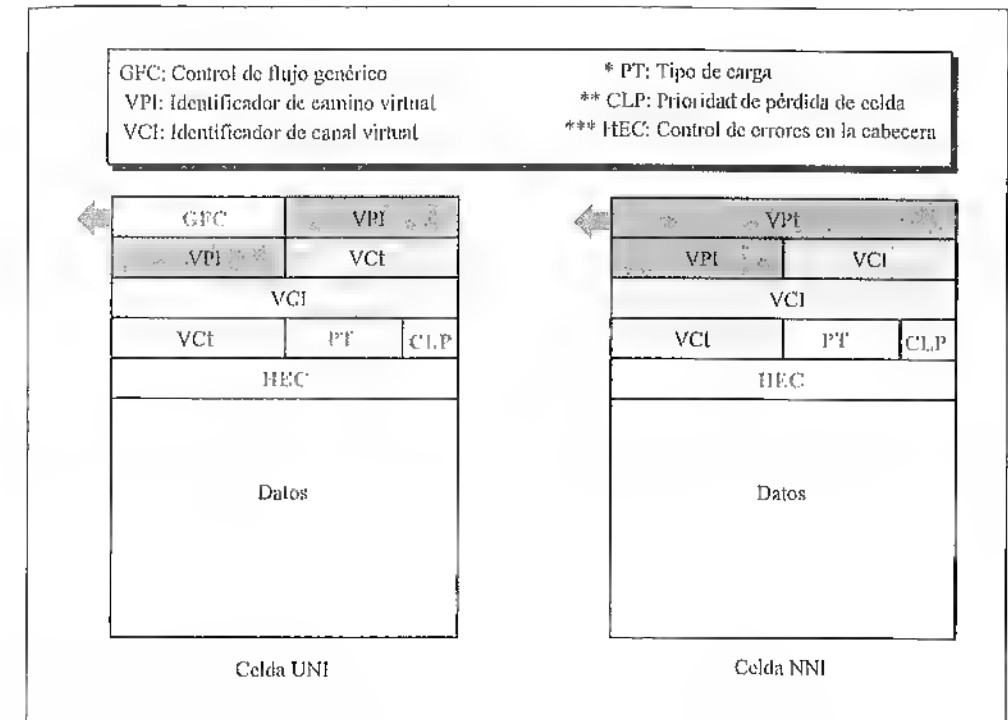 GFC: Control de flujo genérico
VPI: Identificador de camino virtual
VCI: Identificador de canal virtual
* PT: Tipo de carga
** CLP: Prioridad de pérdida de celda
*** HEC: Control de errores en la cabecera
GFC VPI
VPI VCI
VCI
VCI PT CLP
HEC
Datos
Celda UNI
VPI
VPI VCI
VCI
VCI PT CLP
HEC
Datos
Celda NNI